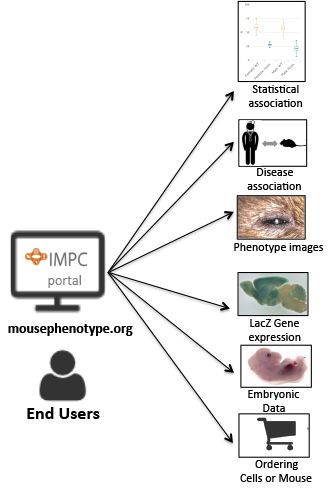 Statistical
association
Disease
association
Phenotype images
IMPC
portal
mousephenotype.org
LacZ Gene
expression
End Users
Embryonic
Data
Ordering
Cells or Mouse